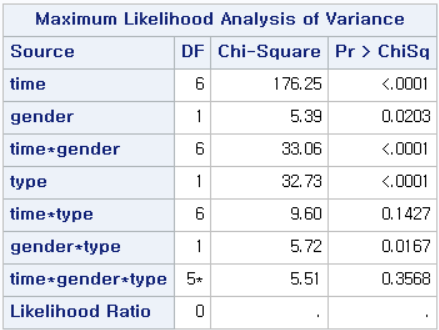 Maximum Likelihood Analysis of Variance
Source DF Chi-Square Pr > ChiSq
time 6 176.25 <.0001
gender 1 5.39 0.0203
time*gender 6 33.06 <.0001
type 1 32.73 <.0001
time*type 6 9.60 0.1427
gender*type 1 5.72 0.0167
time*gender*type 5* 5.51 0.3568
Likelihood Ratio 0 . .